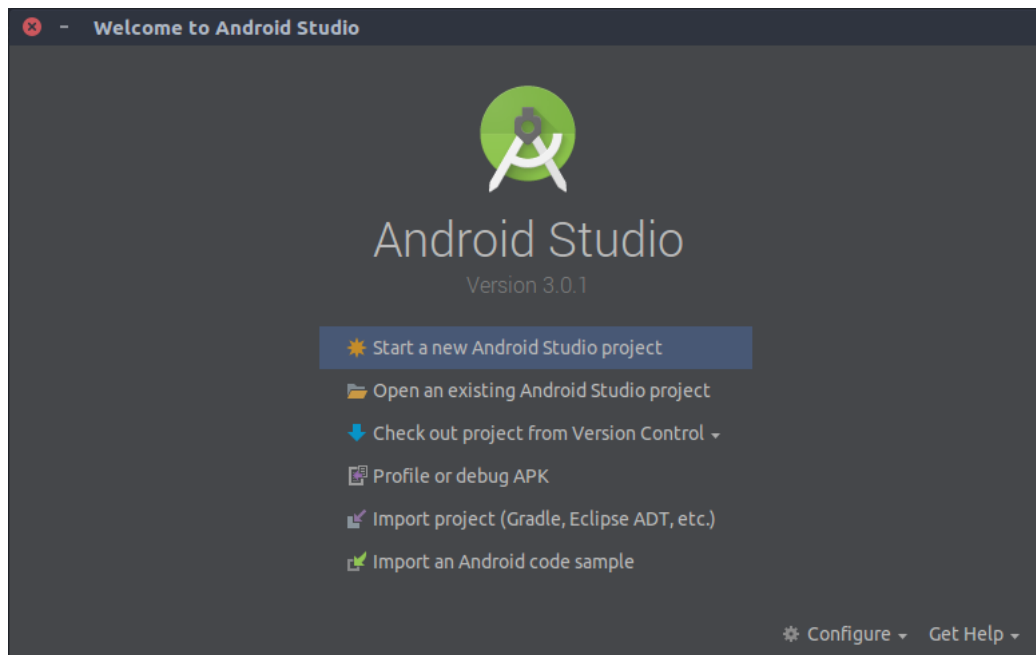 Welcome to Android Studio
Android Studio
Version 3.0.1
Start a new Android Studio project
Open an existing Android Studio project
Check out project from Version Control
Profile or debug APK
Import project (Gradle, Eclipse ADT, etc.)
Import an Android code sample
Configure Get Help